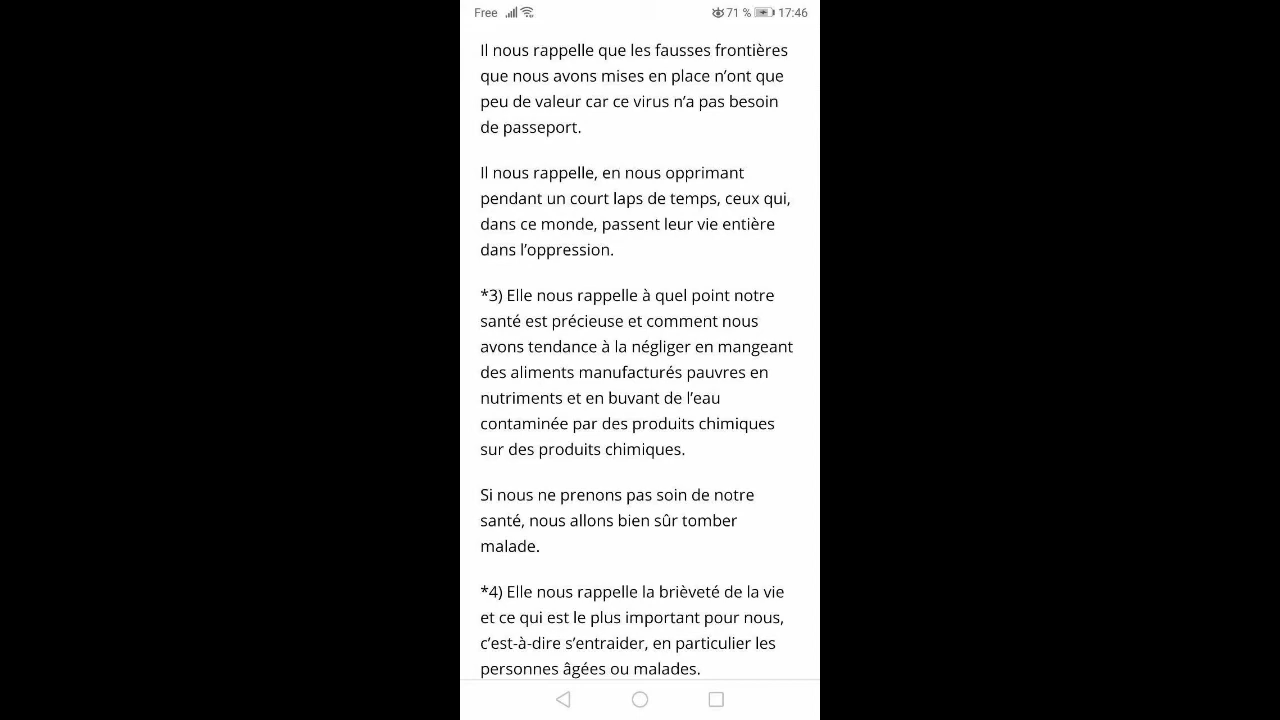 Free 71 % 17:46
Il nous rappelle que les fausses frontières
que nous avons mises en place n’ont que
peu de valeur car ce virus n’a pas besoin
de passeport.
Il nous rappelle, en nous opprimant
pendant un court laps de temps, ceux qui,
dans ce monde, passent leur vie entière
dans l’oppression.
*3) Elle nous rappelle à quel point notre
santé est précieuse et comment nous
avons tendance à la négliger en mangeant
des aliments manufacturés pauvres en
nutriments et en buvant de l’eau
contaminée par des produits chimiques
sur des produits chimiques.
Si nous ne prenons pas soin de notre
santé, nous allons bien sûr tomber
malade.
*4) Elle nous rappelle la brièveté de la vie
et ce qui est le plus important pour nous,
c’est-à-dire s’entraider, en particulier les
personnes âgées ou malades.